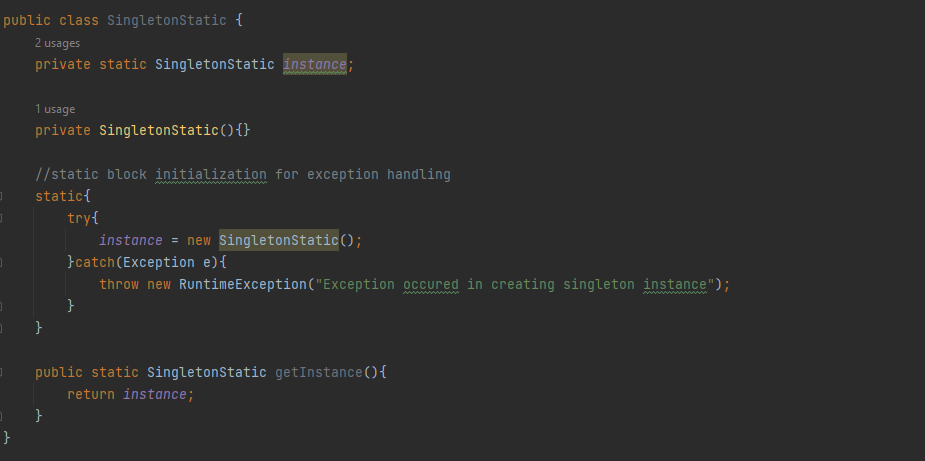 public class SingletonStatic {
2 usages
private static SingletonStatic instance;
1 usage
private SingletonStatic(){}
//static block initialization for exception handling
static{
try{
instance = new SingletonStatic();
}catch(Exception e){
throw new RuntimeException("Exception occured in creating singleton instance");
}
}
public static SingletonStatic getInstance(){
return instance;
}
}